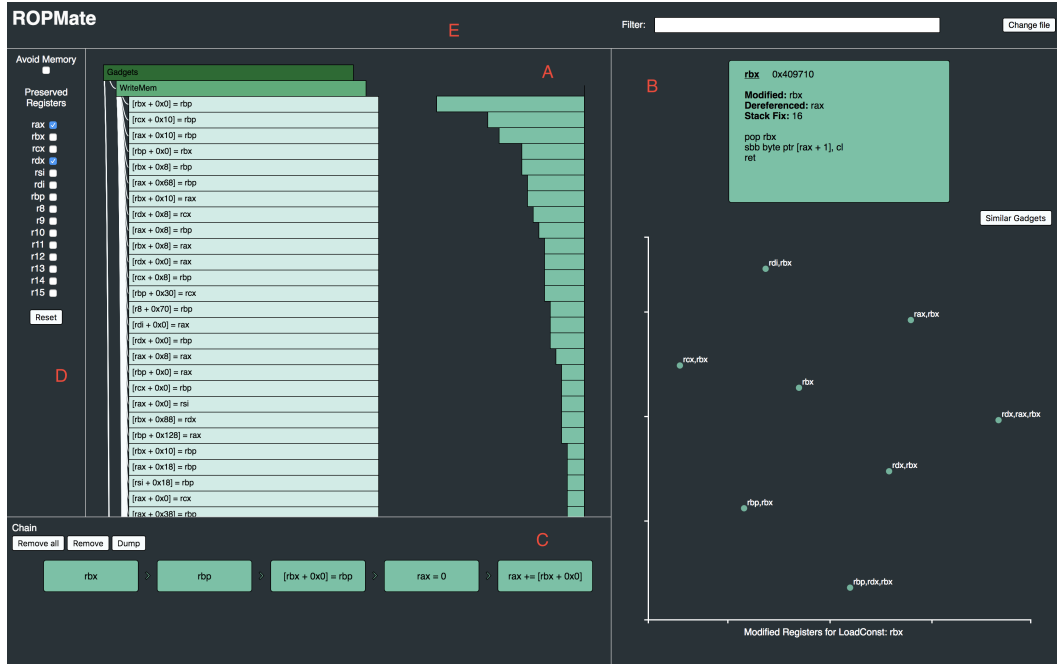 ROPMate
E
Filter:
Change file
Avoid Memory
Preserved
Registers
rax
rbx
rcx
rdx
rsi
rdi
rbp
r8
r9
r10
r11
r12
r13
r14
r15
Reset
D
A
Gadgets
WriteMem
[rbx + 0x0] = rbp
[rcx + 0x10] = rbp
[rax + 0x10] = rbp
[rbp + 0x0] = rbx
[rbx + 0x8] = rbp
[rax + 0x68] = rbp
[rbx + 0x10] = rax
[rdx + 0x8] = rcx
[rax + 0x8] = rbp
[rbx + 0x8] = rax
[rdx + 0x0] = rax
[rcx + 0x8] = rbp
[rbp + 0x30] = rcx
[r8 + 0x70] = rbp
[rdi + 0x0] = rax
[rdx + 0x0] = rbp
[rax + 0x8] = rax
[rbp + 0x0] = rax
[rcx + 0x0] = rbp
[rax + 0x0] = rsi
[rbx + 0x88] = rdx
[rbp + 0x128] = rax
[rbx + 0x10] = rbp
[rax + 0x18] = rbp
[rsi + 0x18] = rbp
[rax + 0x0] = rcx
[rax + 0x38] = rbp
B
rbx 0x409710
Modified: rbx
Dereferenced: rax
Stack Fix: 16
pop rbx
sbb byte ptr [rax + 1], cl
ret
Similar Gadgets
rdi,rbx
rax,rbx
rcx,rbx
rbx
rdx,rax,rbx
rdx,rbx
rbp,rbx
rbp,rdx,rbx
Modified Registers for LoadConst: rbx
Chain
Remove all Remove Dump
C
rbx > rbp > [rbx + 0x0] = rbp > rax = 0 > rax += [rbx + 0x0]